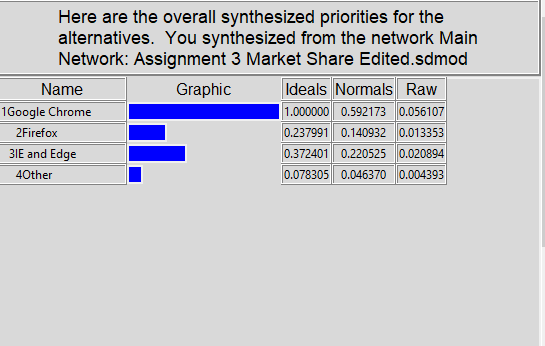 Here are the overall synthesized priorities for the
alternatives.  You synthesized from the network Main
Network: Assignment 3 Market Share Edited.sdmod
Name Graphic Ideals Normals Raw
1Google Chrome 1.000000 0.592173 0.056107
2Firefox 0.237991 0.140932 0.013353
3IE and Edge 0.372401 0.220525 0.020894
4Other 0.078305 0.046370 0.004393